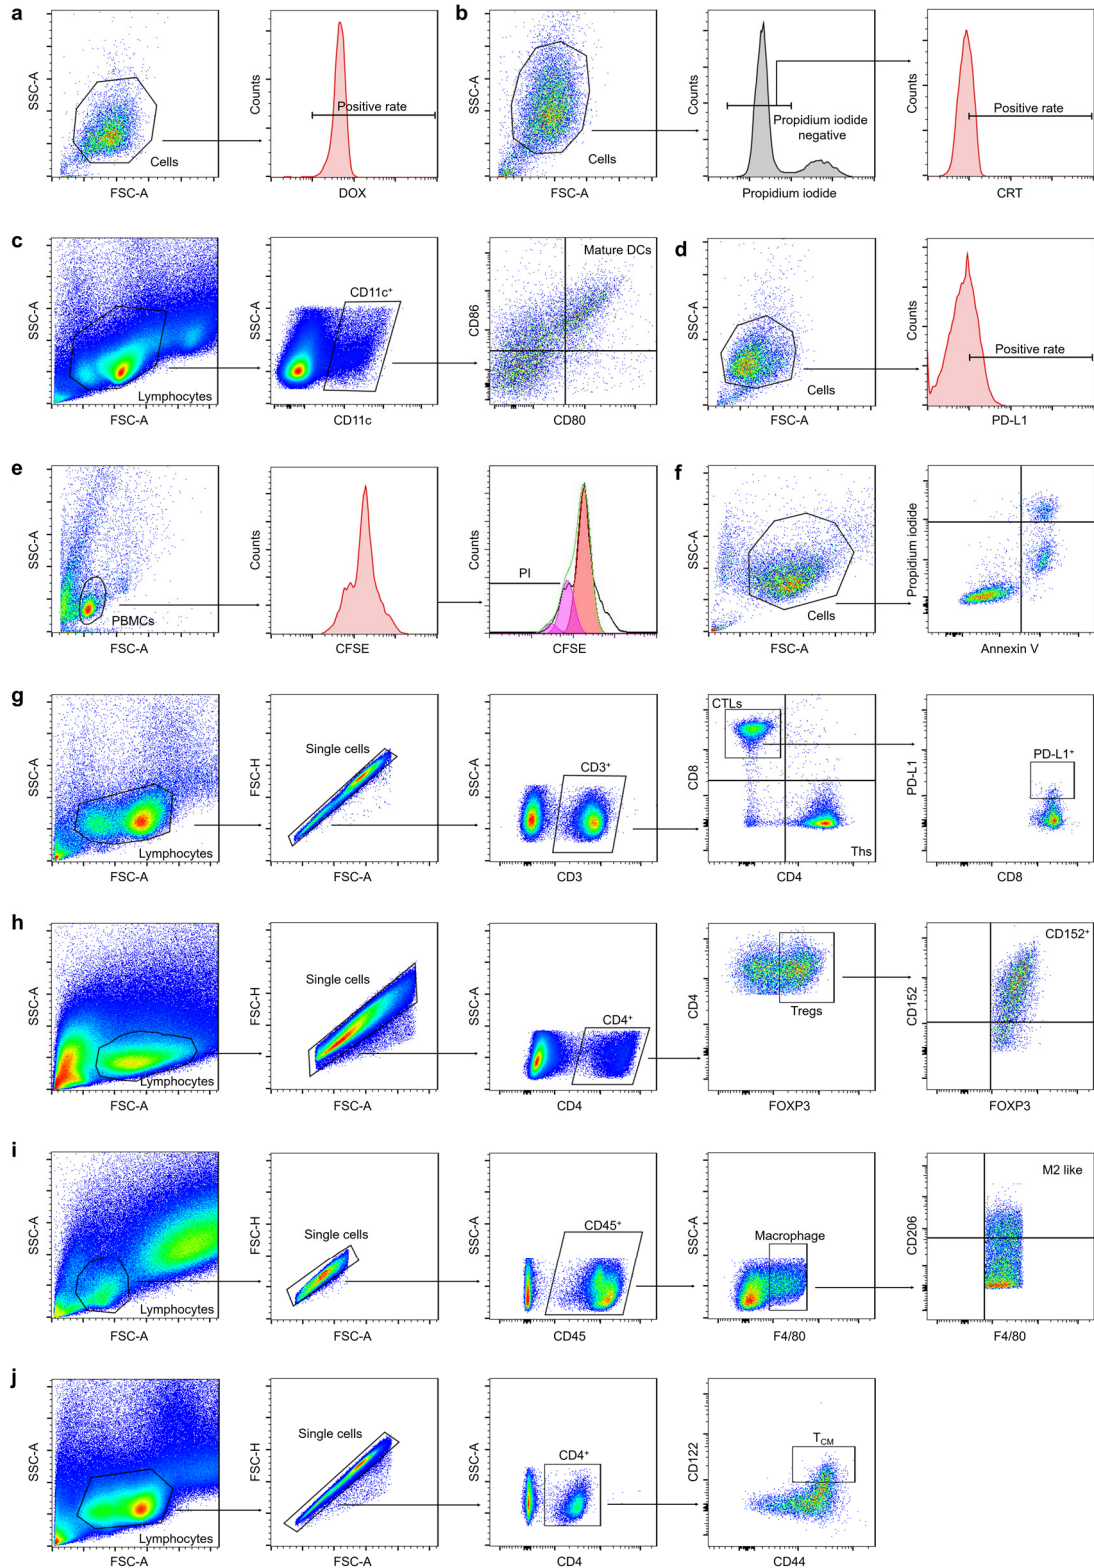 a
SSC-A
Cells
FSC-A
Counts
Positive rate
DOX
b
SSC-A
Cells
FSC-A
Counts
Propidium iodide
negative
Propidium iodide
Counts
Positive rate
CRT
c
SSC-A
Lymphocytes
FSC-A
SSC-A
CD11c⁺
CD11c
CD86
Mature DCs
CD80
d
SSC-A
Cells
FSC-A
Counts
Positive rate
PD-L1
e
SSC-A
PBMCs
FSC-A
Counts
CFSE
Counts
PI
CFSE
f
SSC-A
Cells
FSC-A
Propidium iodide
Annexin V
g
SSC-A
Lymphocytes
FSC-A
FSC-H
Single cells
FSC-A
SSC-A
CD3⁺
CD3
CD8
CTLs
Ths
CD4
PD-L1
PD-L1⁺
CD8
h
SSC-A
Lymphocytes
FSC-A
FSC-H
Single cells
FSC-A
SSC-A
CD4⁺
CD4
CD4
Tregs
FOXP3
CD152
CD152⁺
FOXP3
i
SSC-A
Lymphocytes
FSC-A
FSC-H
Single cells
FSC-A
SSC-A
CD45⁺
CD45
SSC-A
Macrophage
F4/80
CD206
M2 like
F4/80
j
SSC-A
Lymphocytes
FSC-A
FSC-H
Single cells
FSC-A
SSC-A
CD4⁺
CD4
CD122
T_CM
CD44